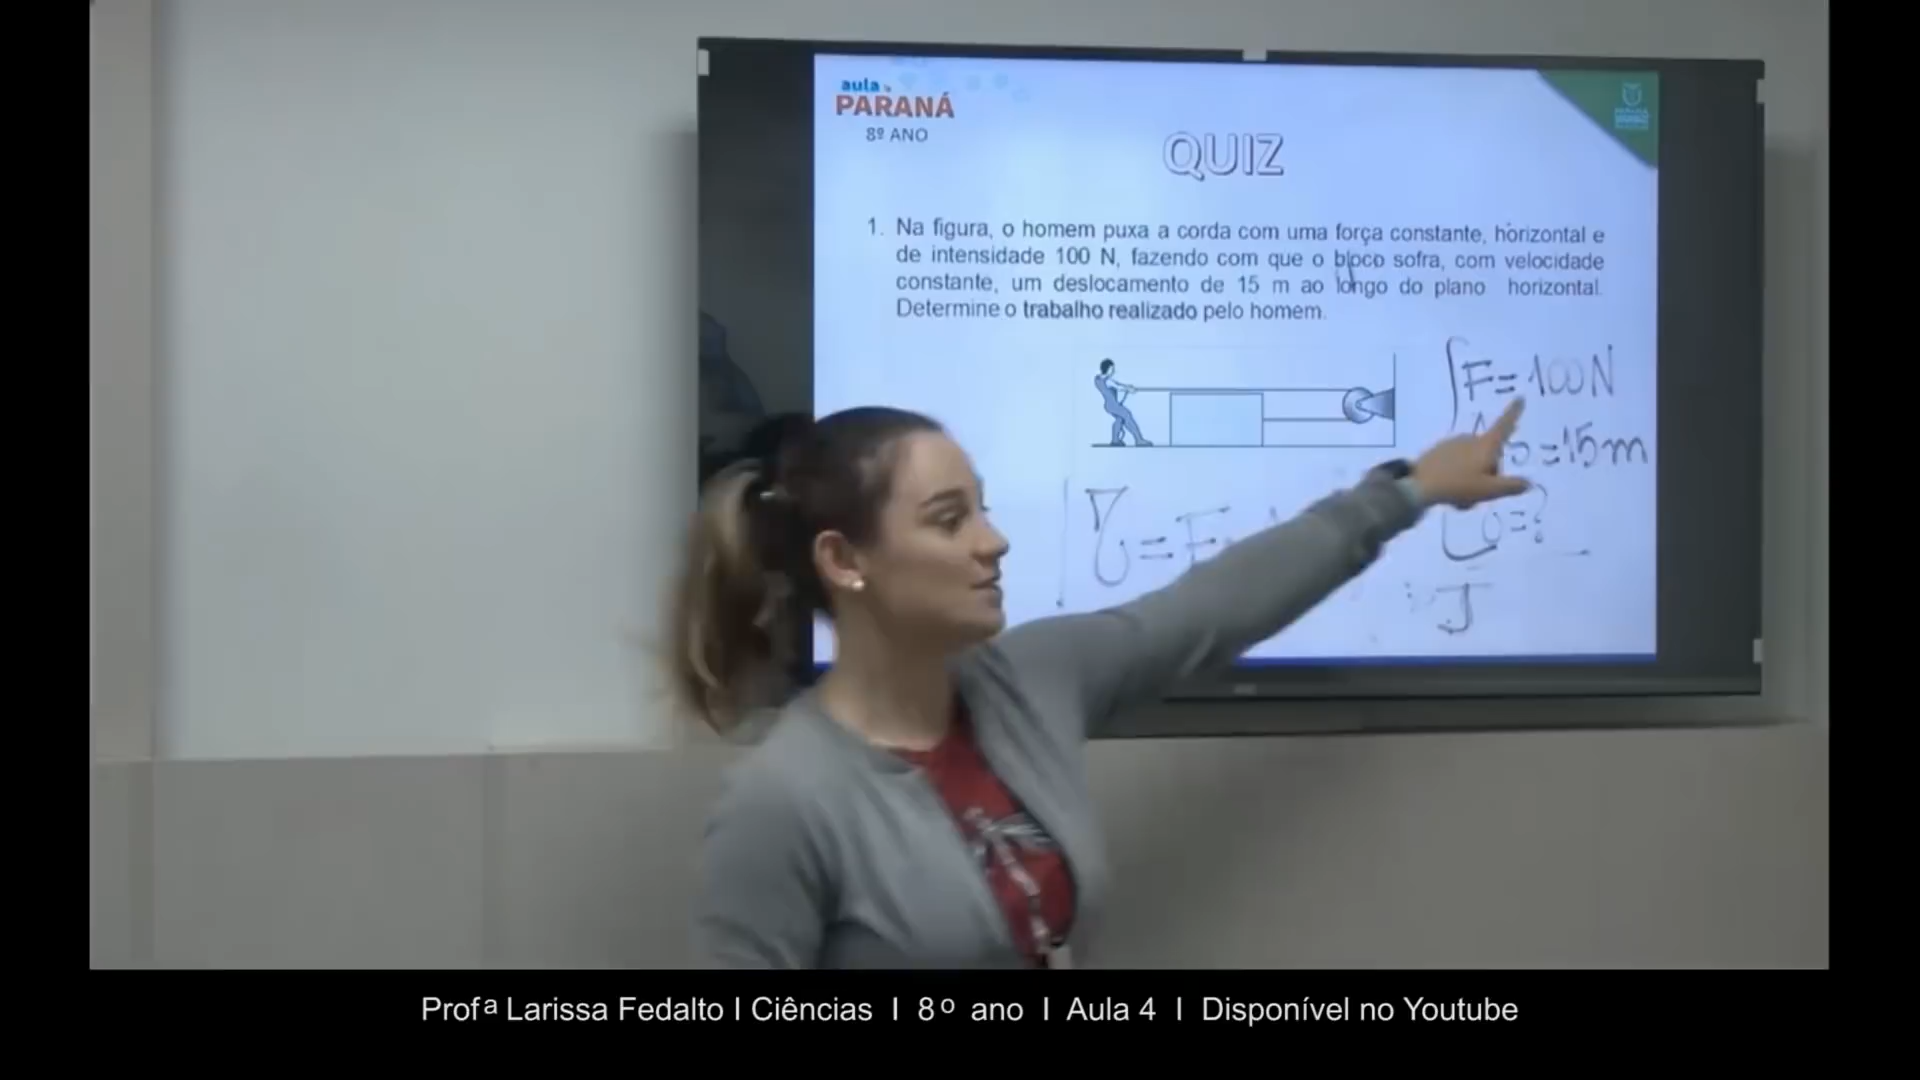 aula
PARANÁ
8º ANO
QUIZ
1. Na figura, o homem puxa a corda com uma força constante, horizontal e
de intensidade 100 N, fazendo com que o bloco sofra, com velocidade
constante, um deslocamento de 15 m ao longo do plano horizontal.
Determine o trabalho realizado pelo homem.
F=100N
=15m
=?
J
Profª Larissa Fedalto I Ciências I 8º ano I Aula 4 I Disponível no Youtube